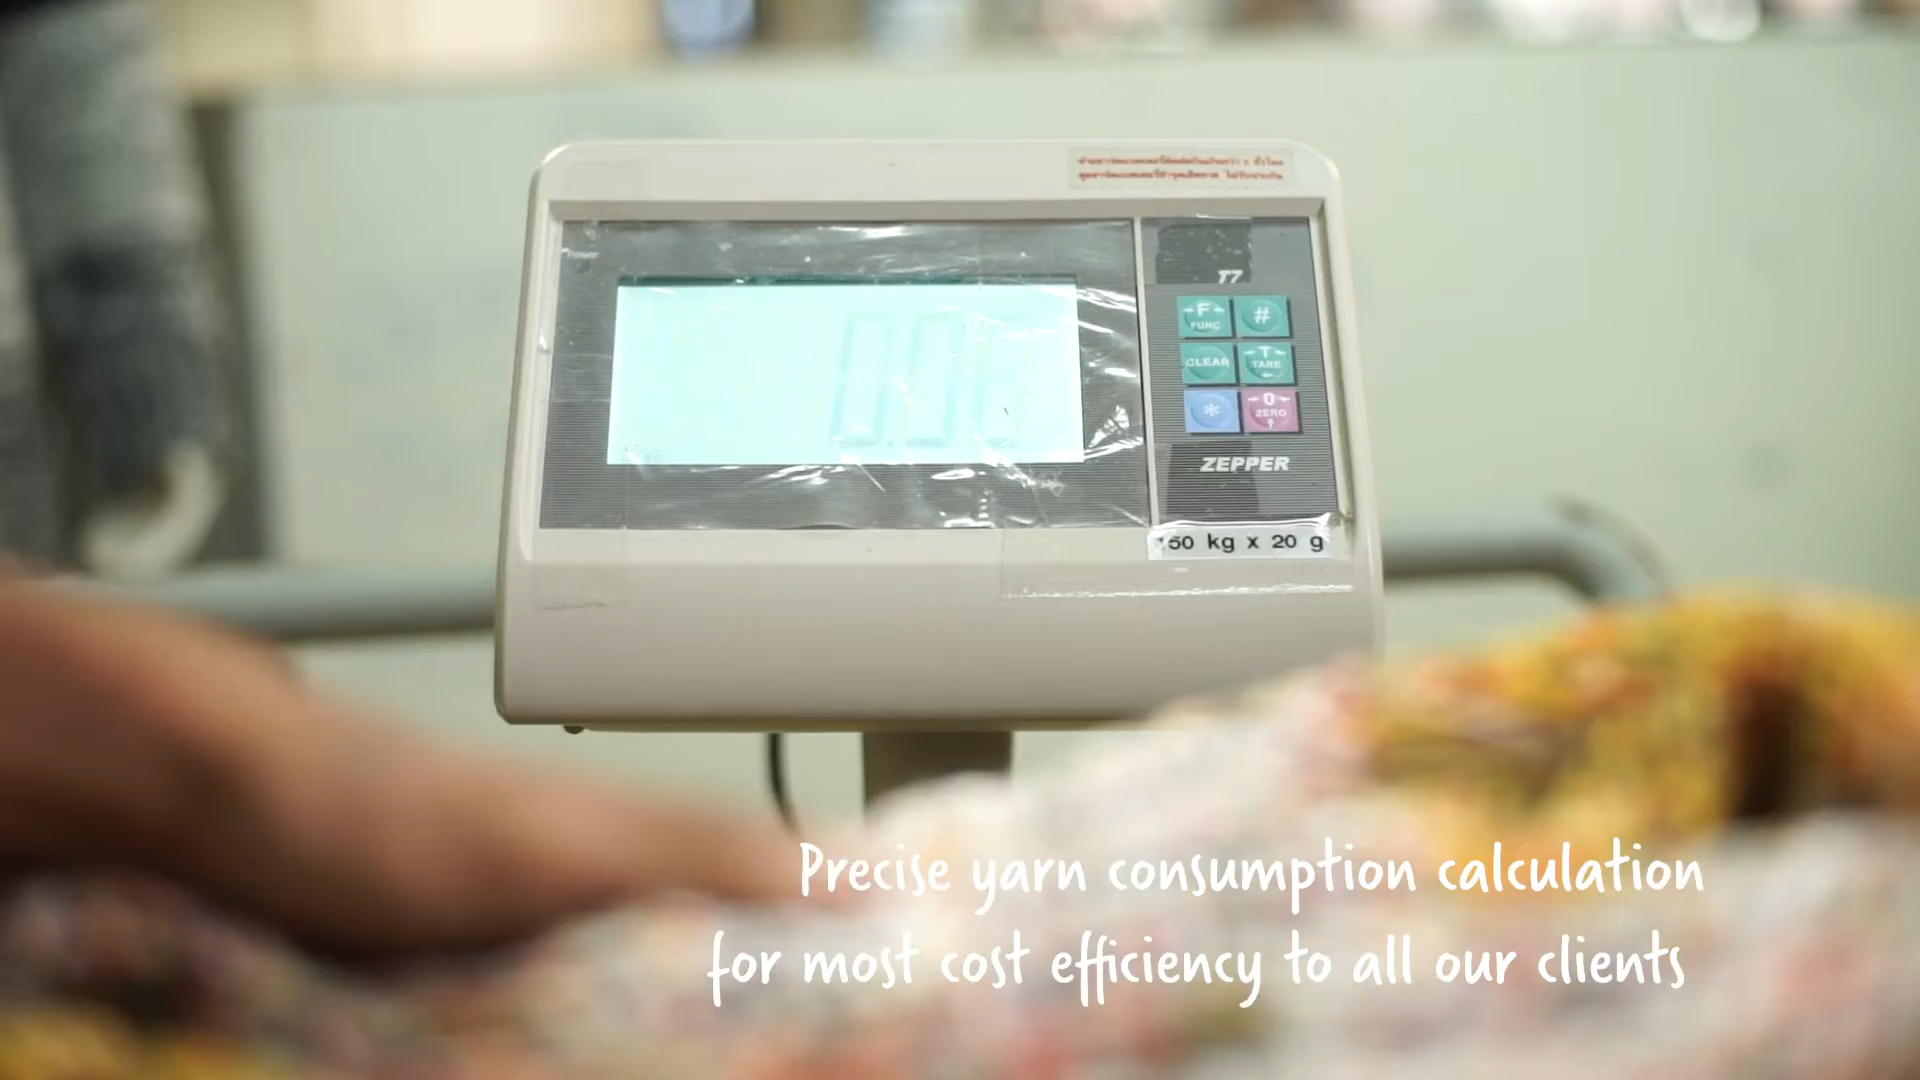 T7
F
FUNC
#
CLEAR
T
TARE
*
0
ZERO
ZEPPER
150 kg x 20 g
Precise yarn consumption calculation
for most cost efficiency to all our clients